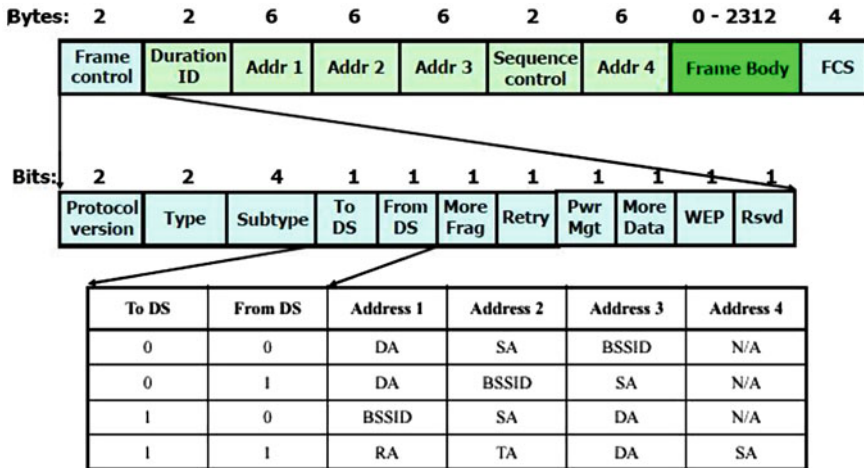 Bytes: 2 2 6 6 6 2 6 0 - 2312 4
Frame control Duration ID Addr 1 Addr 2 Addr 3 Sequence control Addr 4 Frame Body FCS
Bits: 2 2 4 1 1 1 1 1 1 1 1
Protocol version Type Subtype To DS From DS More Frag Retry Pwr Mgt More Data WEP Rsvd
To DS From DS Address 1 Address 2 Address 3 Address 4
0 0 DA SA BSSID N/A
0 1 DA BSSID SA N/A
1 0 BSSID SA DA N/A
1 1 RA TA DA SA